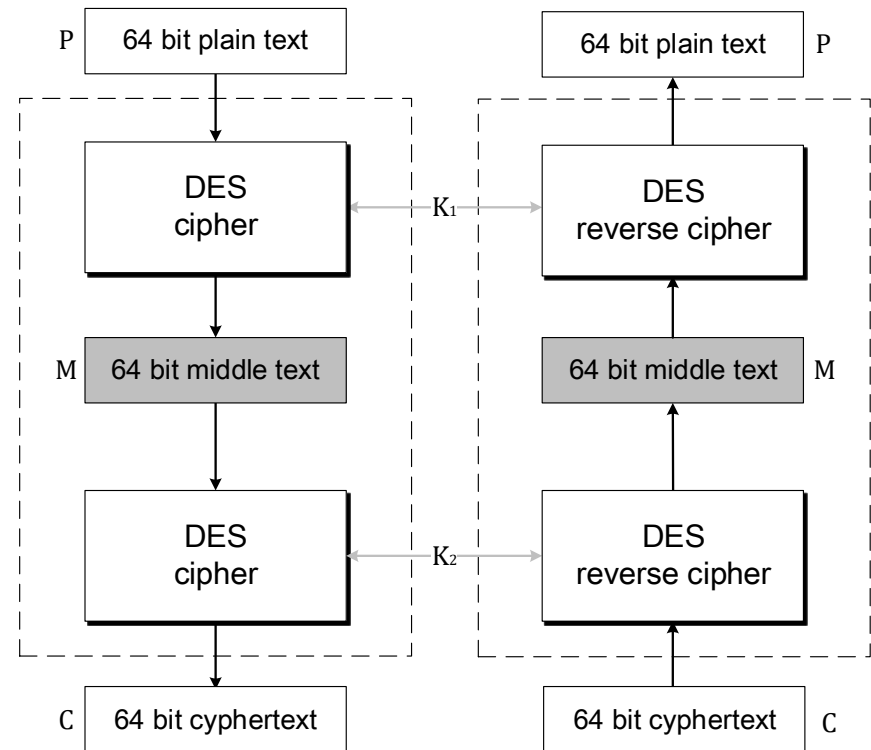 P 64 bit plain text
64 bit plain text P
DES
cipher
K₁
DES
reverse cipher
M 64 bit middle text
64 bit middle text M
DES
cipher
K₂
DES
reverse cipher
C 64 bit cyphertext
64 bit cyphertext C